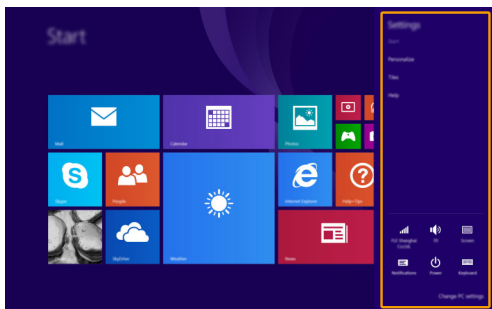 Start
Settings
Start
Personalize
Tiles
Help
Mail
Calendar
Photos
Skype
People
Internet Explorer
Help+Tips
SkyDrive
Weather
News
10
Screen
Notifications
Power
Keyboard
Change PC settings